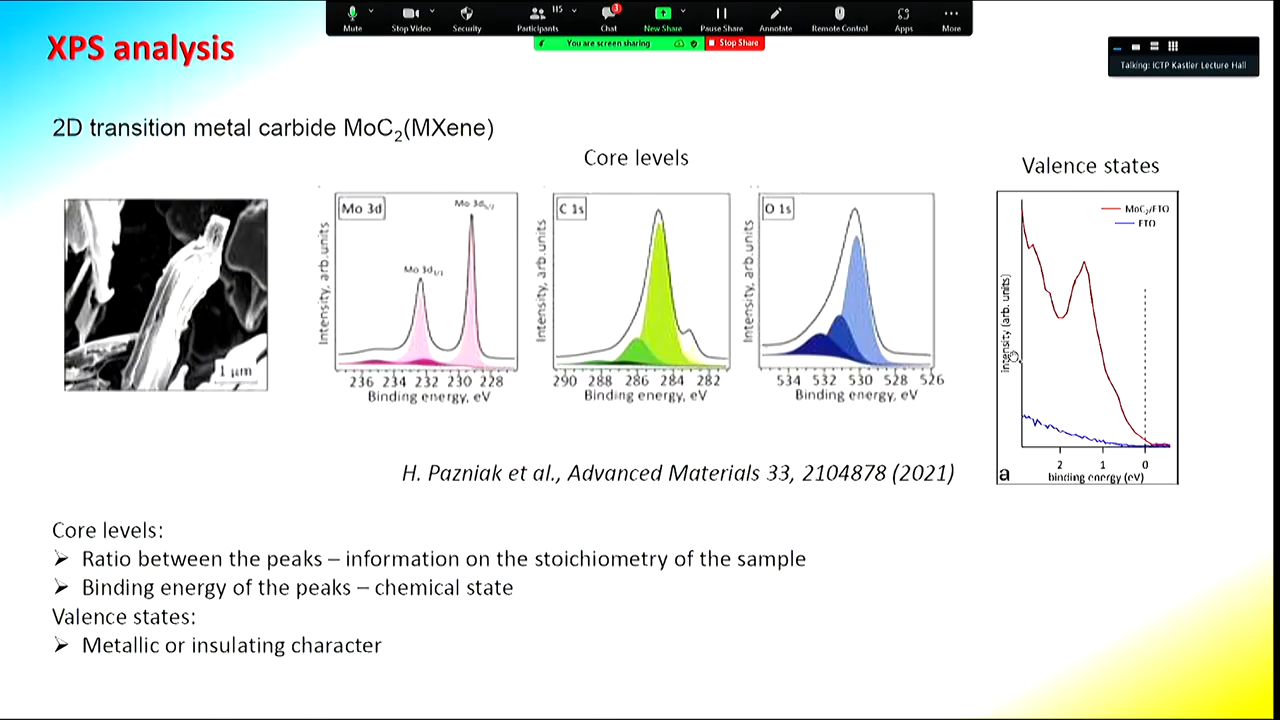 Mute
Stop Video
Security
Participants
115
Chat
3
New Share
Pause Share
Annotate
Remote Control
Apps
More
You are screen sharing
Stop Share
Talking: ICTP Kastler Lecture Hall
XPS analysis
2D transition metal carbide MoC2(MXene)
Core levels
Valence states
1 μm
Mo 3d
Mo 3d
Mo 3d
Intensity, arb.units
236 234 232 230 228
Binding energy, eV
C 1s
Intensity, arb.units
290 288 286 284 282
Binding energy, eV
O 1s
Intensity, arb.units
534 532 530 528 526
Binding energy, eV
MoC2/FTO
FTO
intensity (arb. units)
2 1 0
a
binding energy (eV)
H. Pazniak et al., Advanced Materials 33, 2104878 (2021)
Core levels:
➢ Ratio between the peaks – information on the stoichiometry of the sample
➢ Binding energy of the peaks – chemical state
Valence states:
➢ Metallic or insulating character